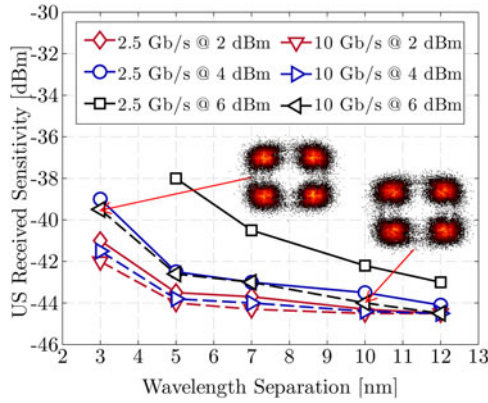 -30
-32
-34
-36
-38
-40
-42
-44
-46
US Received Sensitivity [dBm]
2.5 Gb/s @ 2 dBm 10 Gb/s @ 2 dBm
2.5 Gb/s @ 4 dBm 10 Gb/s @ 4 dBm
2.5 Gb/s @ 6 dBm 10 Gb/s @ 6 dBm
2 3 4 5 6 7 8 9 10 11 12 13
Wavelength Separation [nm]